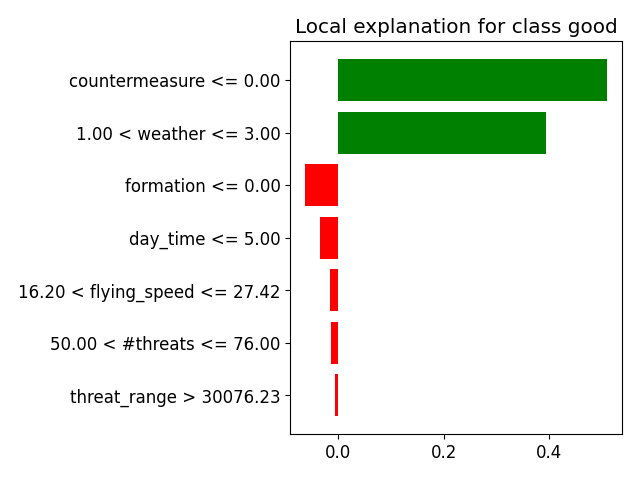 Local explanation for class good
countermeasure <= 0.00
1.00 < weather <= 3.00
formation <= 0.00
day_time <= 5.00
16.20 < flying_speed <= 27.42
50.00 < #threats <= 76.00
threat_range > 30076.23
0.0 0.2 0.4